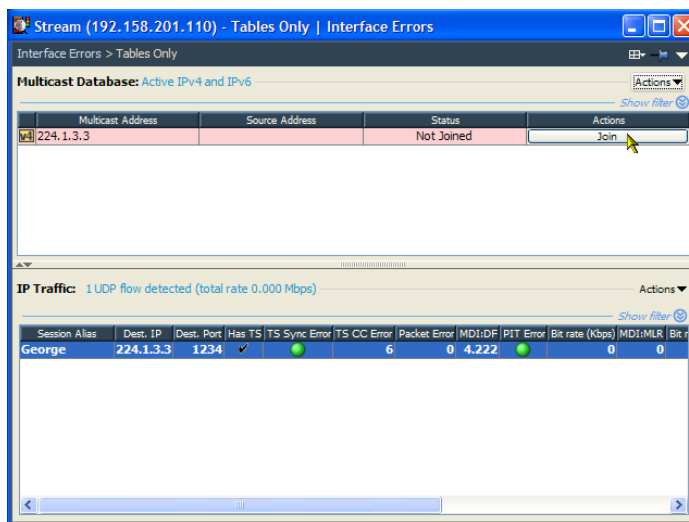 Stream (192.158.201.110) - Tables Only | Interface Errors
Interface Errors > Tables Only
Multicast Database: Active IPv4 and IPv6 Actions
Show filter
Multicast Address Source Address Status Actions
v4 224.1.3.3 Not Joined Join
IP Traffic: 1 UDP flow detected (total rate 0.000 Mbps) Actions
Show filter
Session Alias Dest. IP Dest. Port Has TS TS Sync Error TS CC Error Packet Error MDI:DF PIT Error Bit rate (Kbps) MDI:MLR Bit r
George 224.1.3.3 1234 6 0 4.222 0 0